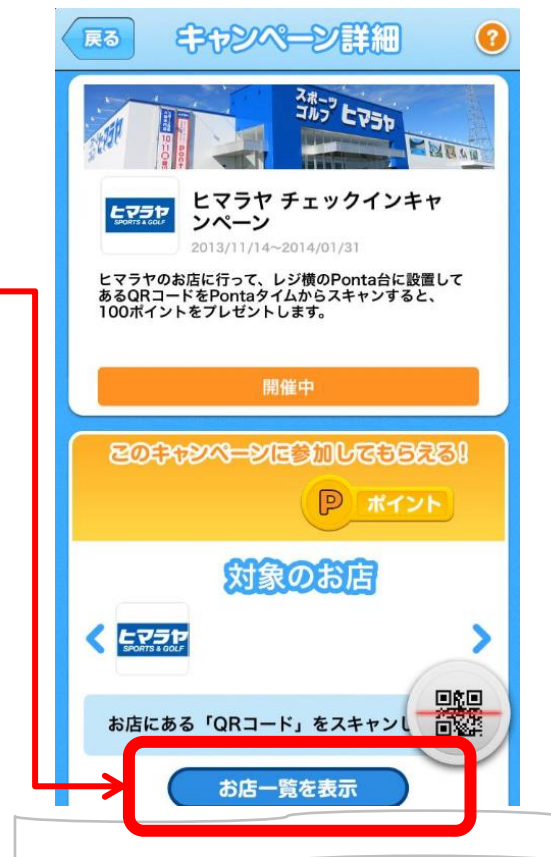 戻る
キャンペーン詳細
?
スポーツ
ゴルフ ヒマラヤ
ヒマラヤ
SPORTS & GOLF
ヒマラヤ チェックインキャ
ンペーン
2013/11/14~2014/01/31
ヒマラヤのお店に行って、レジ横のPonta台に設置して
あるQRコードをPontaタイムからスキャンすると、
100ポイントをプレゼントします。
開催中
このキャンペーンに参加してもらえる!
P ポイント
対象のお店
ヒマラヤ
SPORTS & GOLF
お店にある「QRコード」をスキャンし
お店一覧を表示